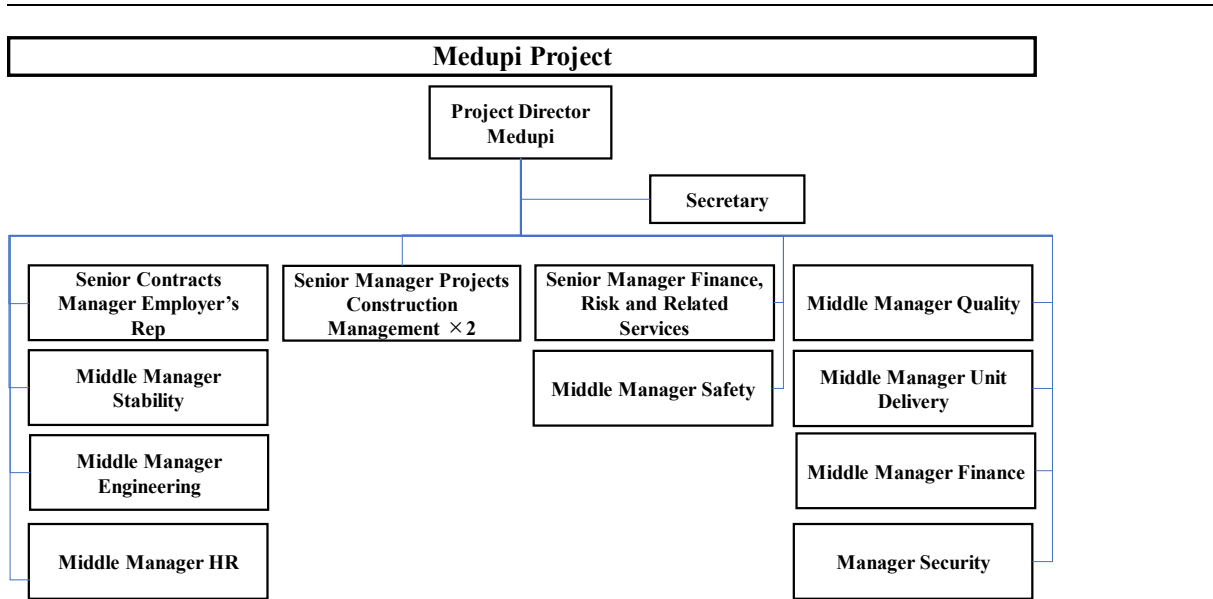 Medupi Project
Project Director
Medupi
Secretary
Senior Contracts
Manager Employer’s
Rep
Senior Manager Projects
Construction
Management ×2
Senior Manager Finance,
Risk and Related
Services
Middle Manager Quality
Middle Manager
Stability
Middle Manager Safety
Middle Manager Unit
Delivery
Middle Manager
Engineering
Middle Manager Finance
Middle Manager HR
Manager Security